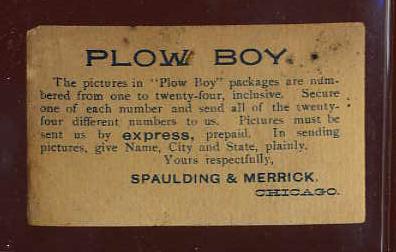 PLOW BOY.
The pictures in "Plow Boy" packages are num-
bered from one to twenty-four, inclusive. Secure
one of each number and send all of the twenty-
four different numbers to us. Pictures must be
sent us by express, prepaid. In sending
pictures, give Name, City and State, plainly.
Yours respectfully,
SPAULDING & MERRICK.
CHICAGO.